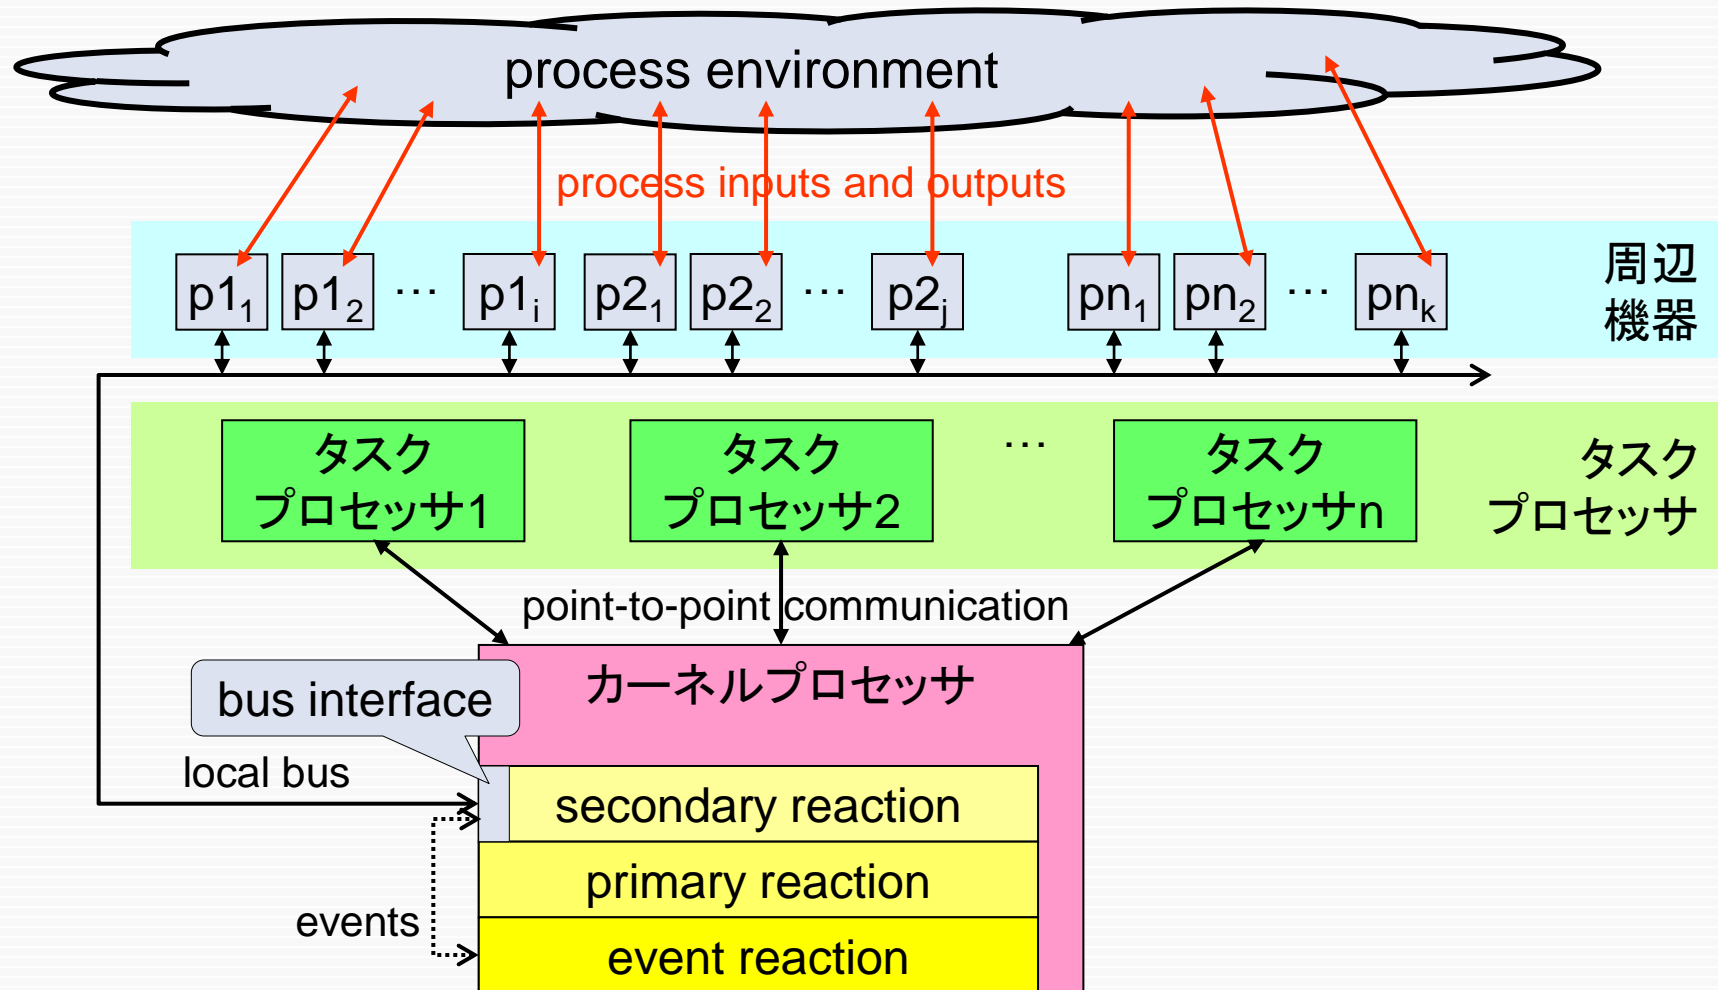 process environment
process inputs and outputs
p1₁ p1₂ … p1ᵢ p2₁ p2₂ … p2ⱼ pn₁ pn₂ … pnₖ
周辺
機器
タスク
プロセッサ1
タスク
プロセッサ2
…
タスク
プロセッサn
タスク
プロセッサ
point-to-point communication
カーネルプロセッサ
bus interface
local bus
secondary reaction
primary reaction
events
event reaction